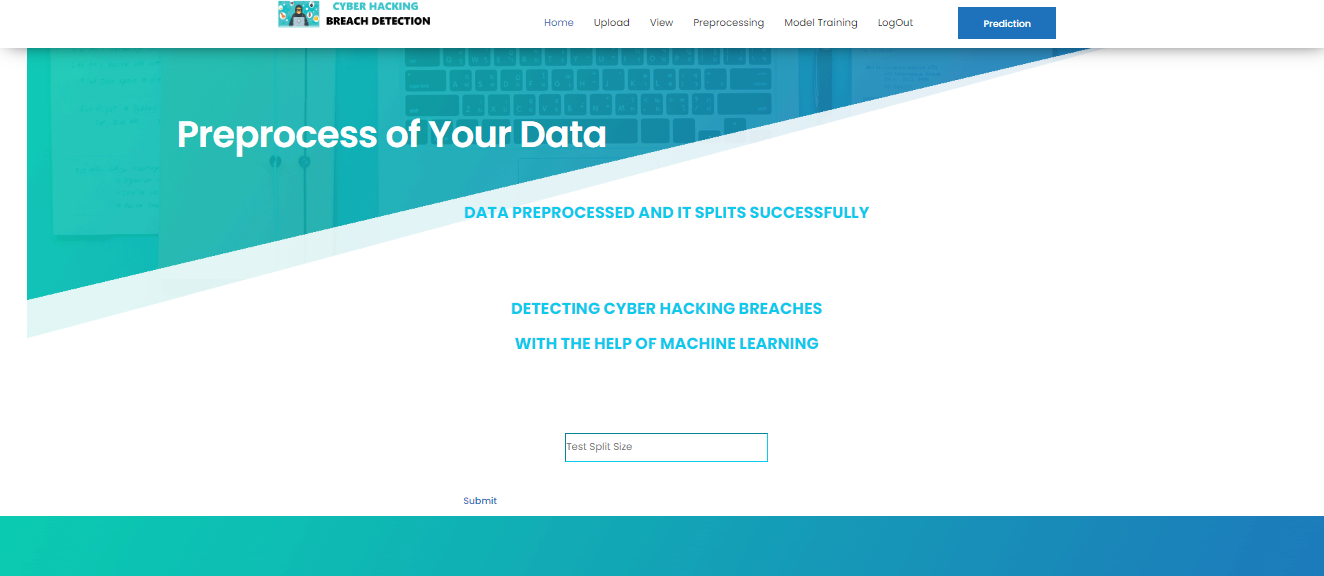 CYBER HACKING
BREACH DETECTION
Home Upload View Preprocessing Model Training LogOut Prediction
Preprocess of Your Data
DATA PREPROCESSED AND IT SPLITS SUCCESSFULLY
DETECTING CYBER HACKING BREACHES
WITH THE HELP OF MACHINE LEARNING
Test Split Size
Submit